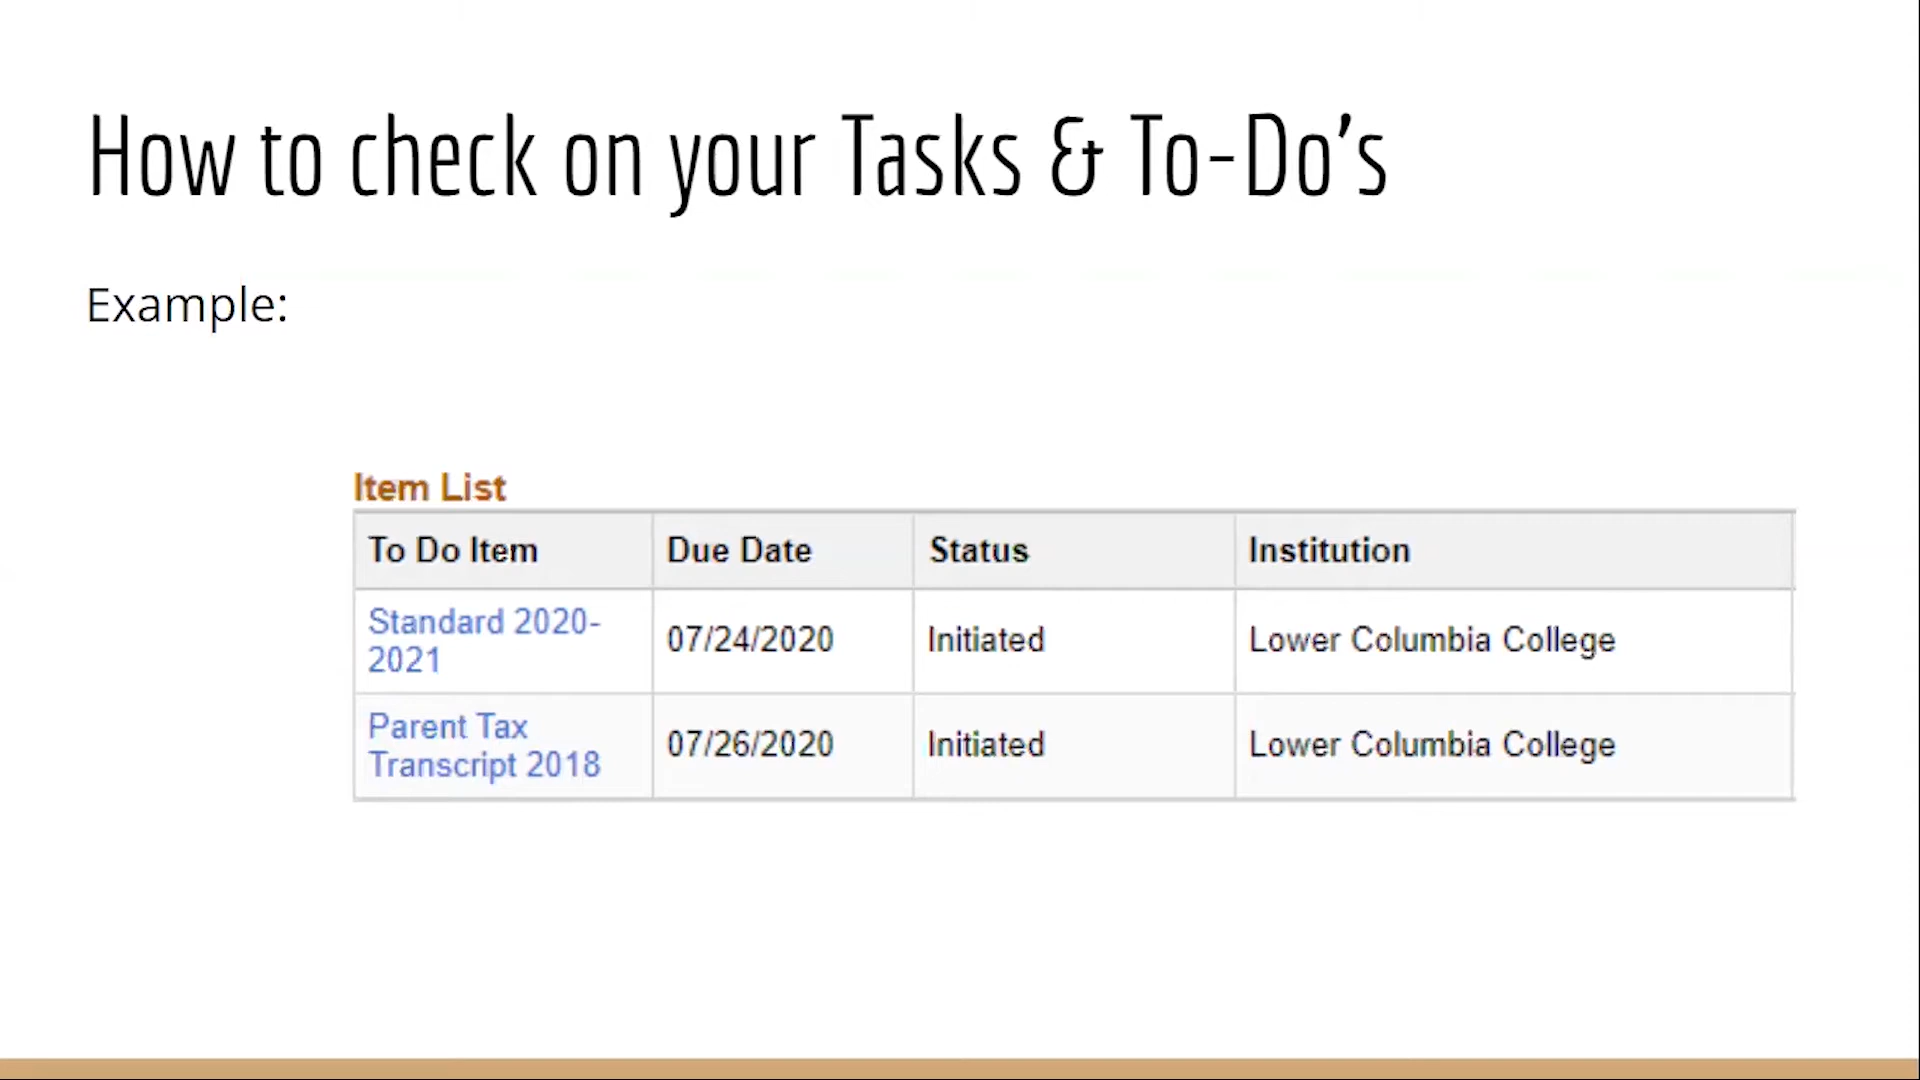 How to check on your Tasks & To-Do’s
Example:
Item List
To Do Item Due Date Status Institution
Standard 2020-
2021 07/24/2020 Initiated Lower Columbia College
Parent Tax
Transcript 2018 07/26/2020 Initiated Lower Columbia College